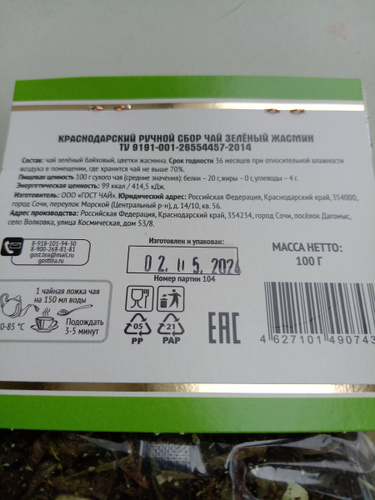 КРАСНОДАРСКИЙ РУЧНОЙ СБОР ЧАЙ ЗЕЛЁНЫЙ ЖАСМИН
ТУ 9191-001-26554457-2014
Состав: чай зелёный байховый, цветки жасмина. Срок годности 36 месяцев при относительной влажности
воздуха в помещении, где хранится чай не выше 70%.
Пищевая ценность 100 г сухого чая (средние значения): белки – 20 г, жиры – 0 г, углеводы – 4 г.
Энергетическая ценность: 99 ккал / 414,5 кДж.
Изготовитель: ООО «ГОСТ ЧАЙ». Юридический адрес: Российская Федерация, Краснодарский край, 354000,
город Сочи, переулок Морской (Центральный р-н), д. 14/10, кв. 56.
Адрес производства: Российская Федерация, Краснодарский край, 354234, город Сочи, посёлок Дагомыс,
село Волковка, улица Космическая, дом 53/8.
8-918-101-94-30
8-900-268-81-81
gost.tea@mail.ru
gosttea.ru
Изготовлен и упакован:
02.05.2024
Номер партии 104
МАССА НЕТТО:
100 Г
1 чайная ложка чая
на 150 мл воды
0-85 °C
Подождать
3-5 минут
05
PP
21
PAP
EAC
4 627101 490743